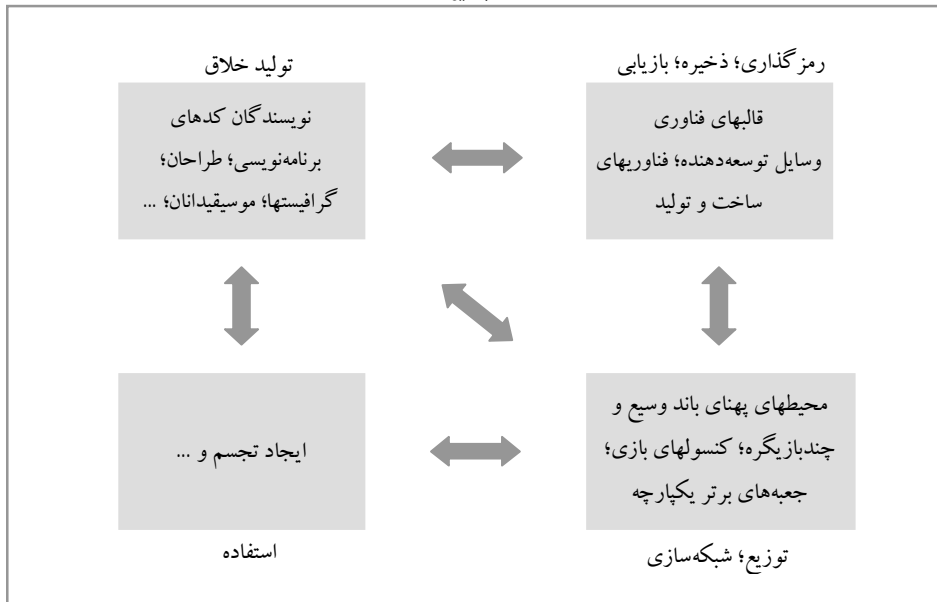 رمزگذاری؛ ذخیره؛ بازیابی
قالبهای فناوری
وسایل توسعه‌دهنده؛ فناوریهای
ساخت و تولید
تولید خلاق
نویسندگان کدهای
برنامه‌نویسی؛ طراحان؛
گرافیستها؛ موسیقیدانان؛ ...
محیطهای پهنای باند وسیع و
چندبازیگره؛ کنسولهای بازی؛
جعبه‌های برتر یکپارچه
توزیع؛ شبکه‌سازی
ایجاد تجسم و ...
استفاده